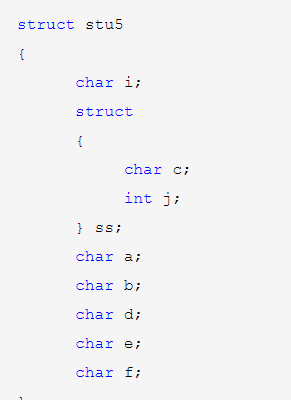 struct stu5
{
char i;
struct
{
char c;
int j;
} ss;
char a;
char b;
char d;
char e;
char f;
}